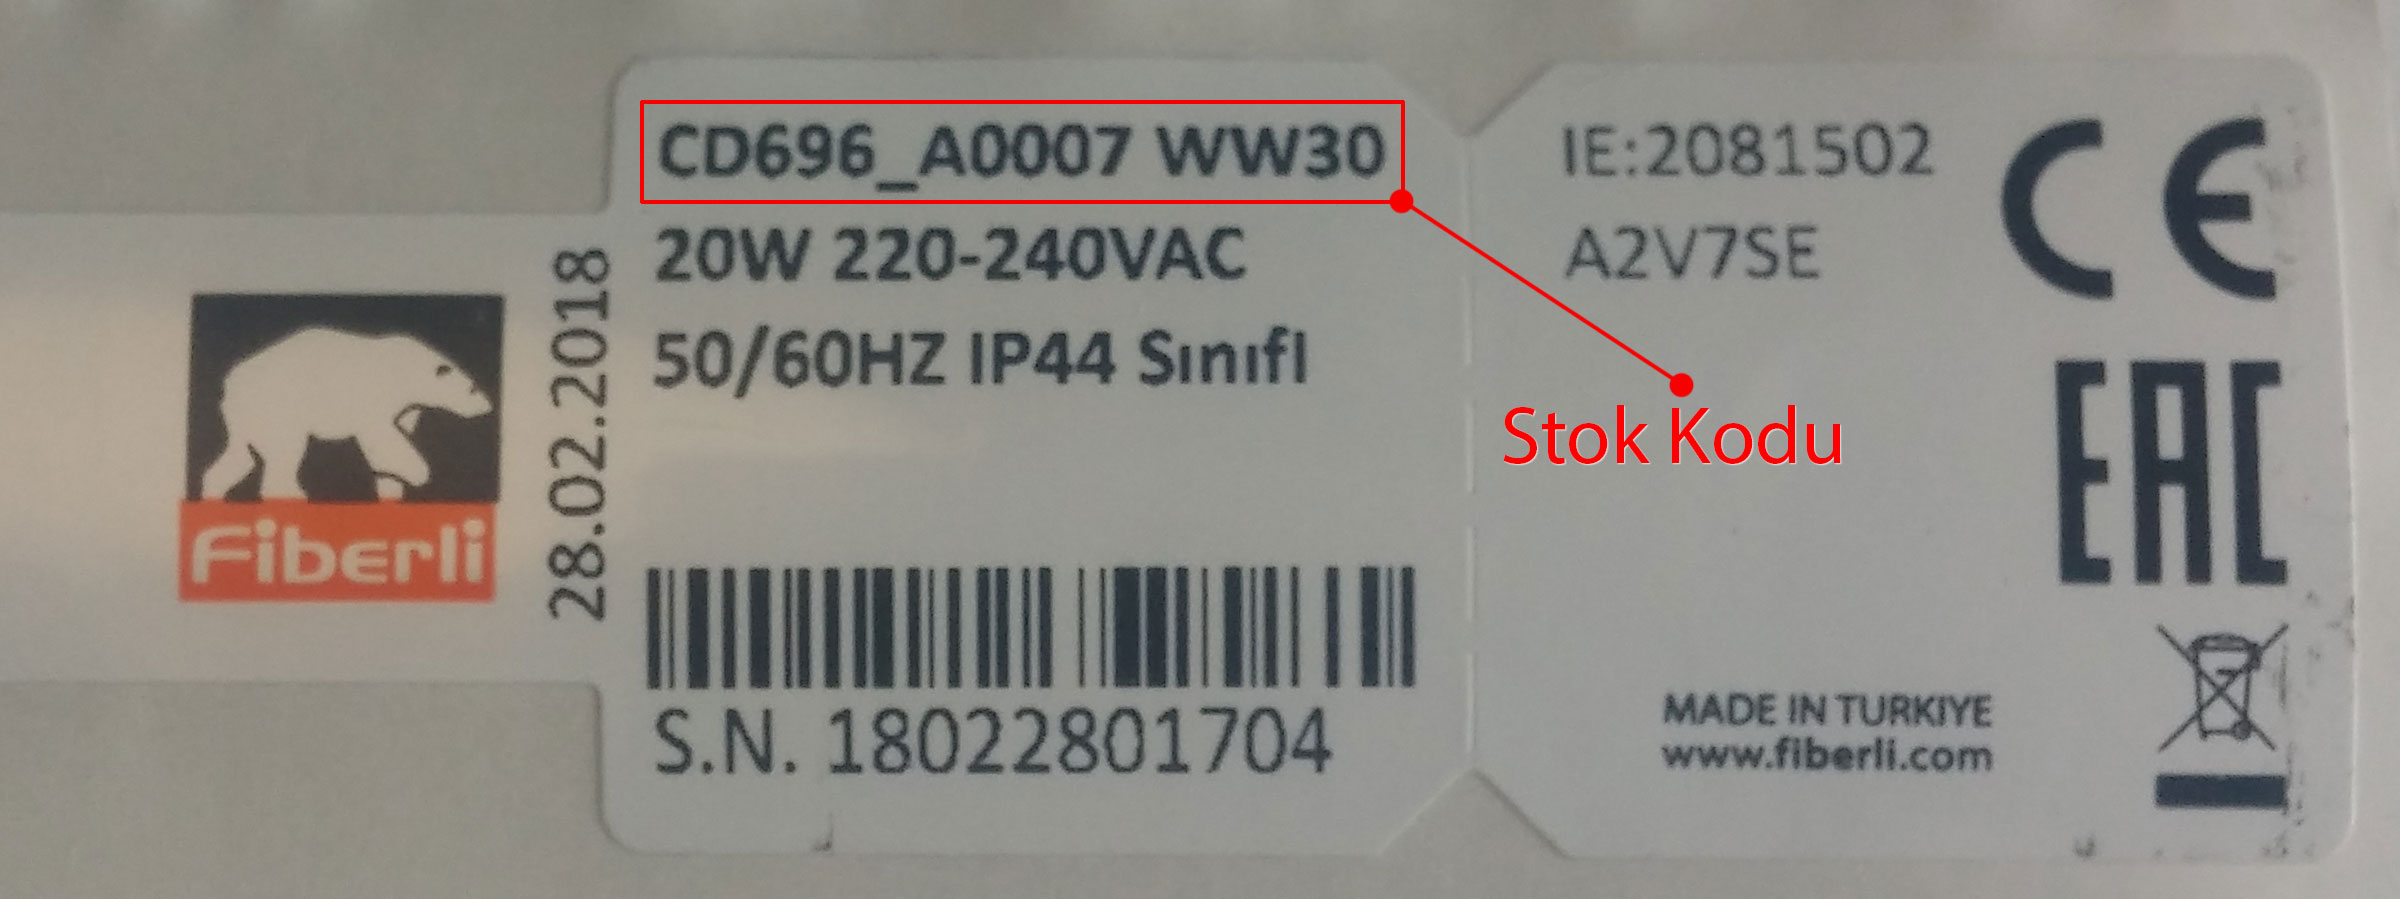 CD696_A0007 WW30
20W 220-240VAC
50/60HZ IP44 SınıfI
28.02.2018
Fiberli
S.N. 18022801704
IE:2081502
A2V7SE
Stok Kodu
CE
EAC
MADE IN TURKIYE
www.fiberli.com